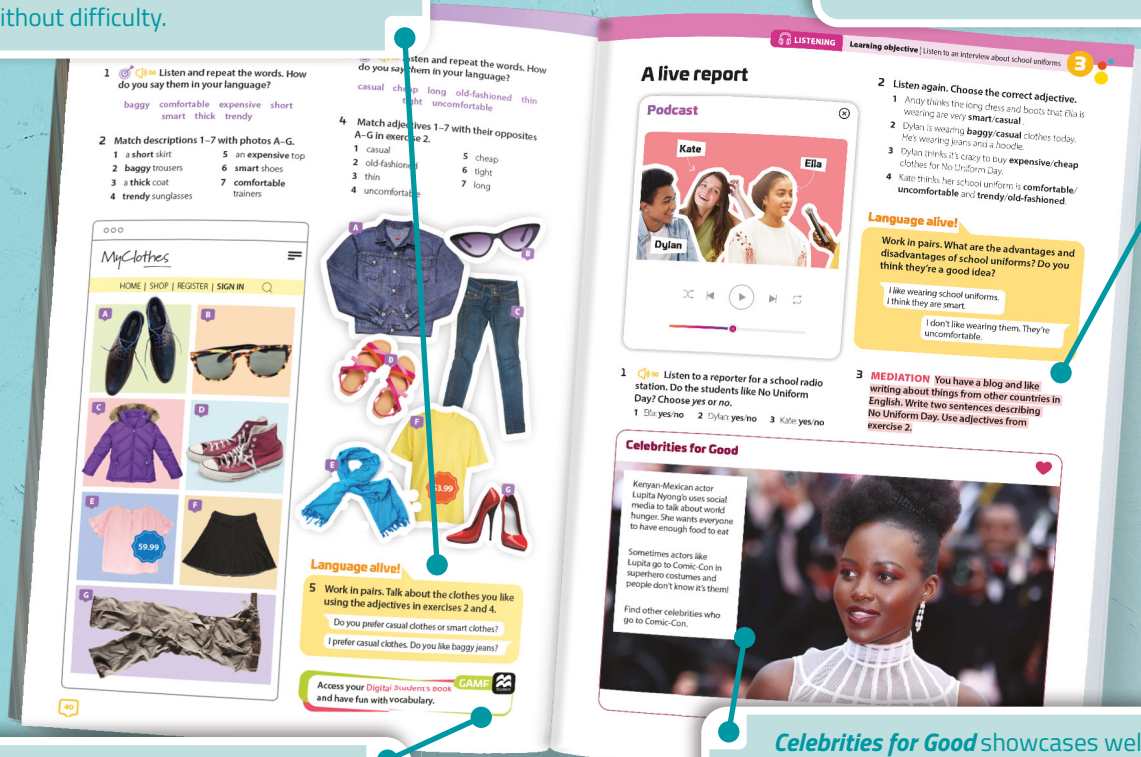 ithout difficulty.
1 Listen and repeat the words. How
do you say them in your language?
baggy comfortable expensive short
smart thick trendy
2 Match descriptions 1–7 with photos A–G.
1 a short skirt
2 baggy trousers
3 a thick coat
4 trendy sunglasses
5 an expensive top
6 smart shoes
7 comfortable
trainers
MyClothes
HOME | SHOP | REGISTER | SIGN IN
A
B
C
D
E
59.99
F
G
40
Listen and repeat the words. How
do you say them in your language?
casual cheap long old-fashioned thin
tight uncomfortable
4 Match adjectives 1–7 with their opposites
A–G in exercise 2.
1 casual
2 old-fashioned
3 thin
4 uncomfortable
5 cheap
6 tight
7 long
A
B
C
D
E
F
3.99
G
Language alive!
5 Work in pairs. Talk about the clothes you like
using the adjectives in exercises 2 and 4.
Do you prefer casual clothes or smart clothes?
I prefer casual clothes. Do you like baggy jeans?
GAME
Access your Digital Student's Book
and have fun with vocabulary.
LISTENING Learning objective | Listen to an interview about school uniforms 3
A live report
Podcast
Kate
Ella
Dylan
1 Listen to a reporter for a school radio
station. Do the students like No Uniform
Day? Choose yes or no.
1 Ella: yes/no 2 Dylan: yes/no 3 Kate: yes/no
2 Listen again. Choose the correct adjective.
1 Andy thinks the long dress and boots that Ella is
wearing are very smart/casual .
2 Dylan is wearing baggy/casual clothes today.
He's wearing jeans and a hoodie.
3 Dylan thinks it's crazy to buy expensive/cheap
clothes for No Uniform Day.
4 Kate thinks her school uniform is comfortable/
uncomfortable and trendy/old-fashioned.
Language alive!
Work in pairs. What are the advantages and
disadvantages of school uniforms? Do you
think they're a good idea?
I like wearing school uniforms.
I think they are smart.
I don't like wearing them. They're
uncomfortable.
3 MEDIATION You have a blog and like
writing about things from other countries in
English. Write two sentences describing
No Uniform Day. Use adjectives from
exercise 2.
Celebrities for Good
Kenyan-Mexican actor
Lupita Nyong'o uses social
media to talk about world
hunger. She wants everyone
to have enough food to eat
Sometimes actors like
Lupita go to Comic-Con in
superhero costumes and
people don't know it's them!
Find other celebrities who
go to Comic-Con.
Celebrities for Good showcases wel